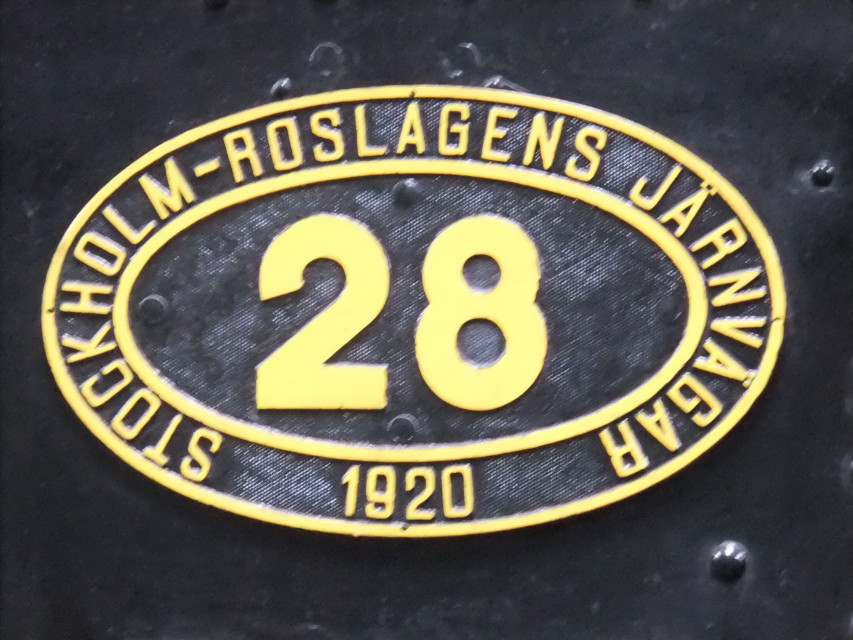 STOCKHOLM-ROSLAGENS JÄRNVÄGAR
28
1920